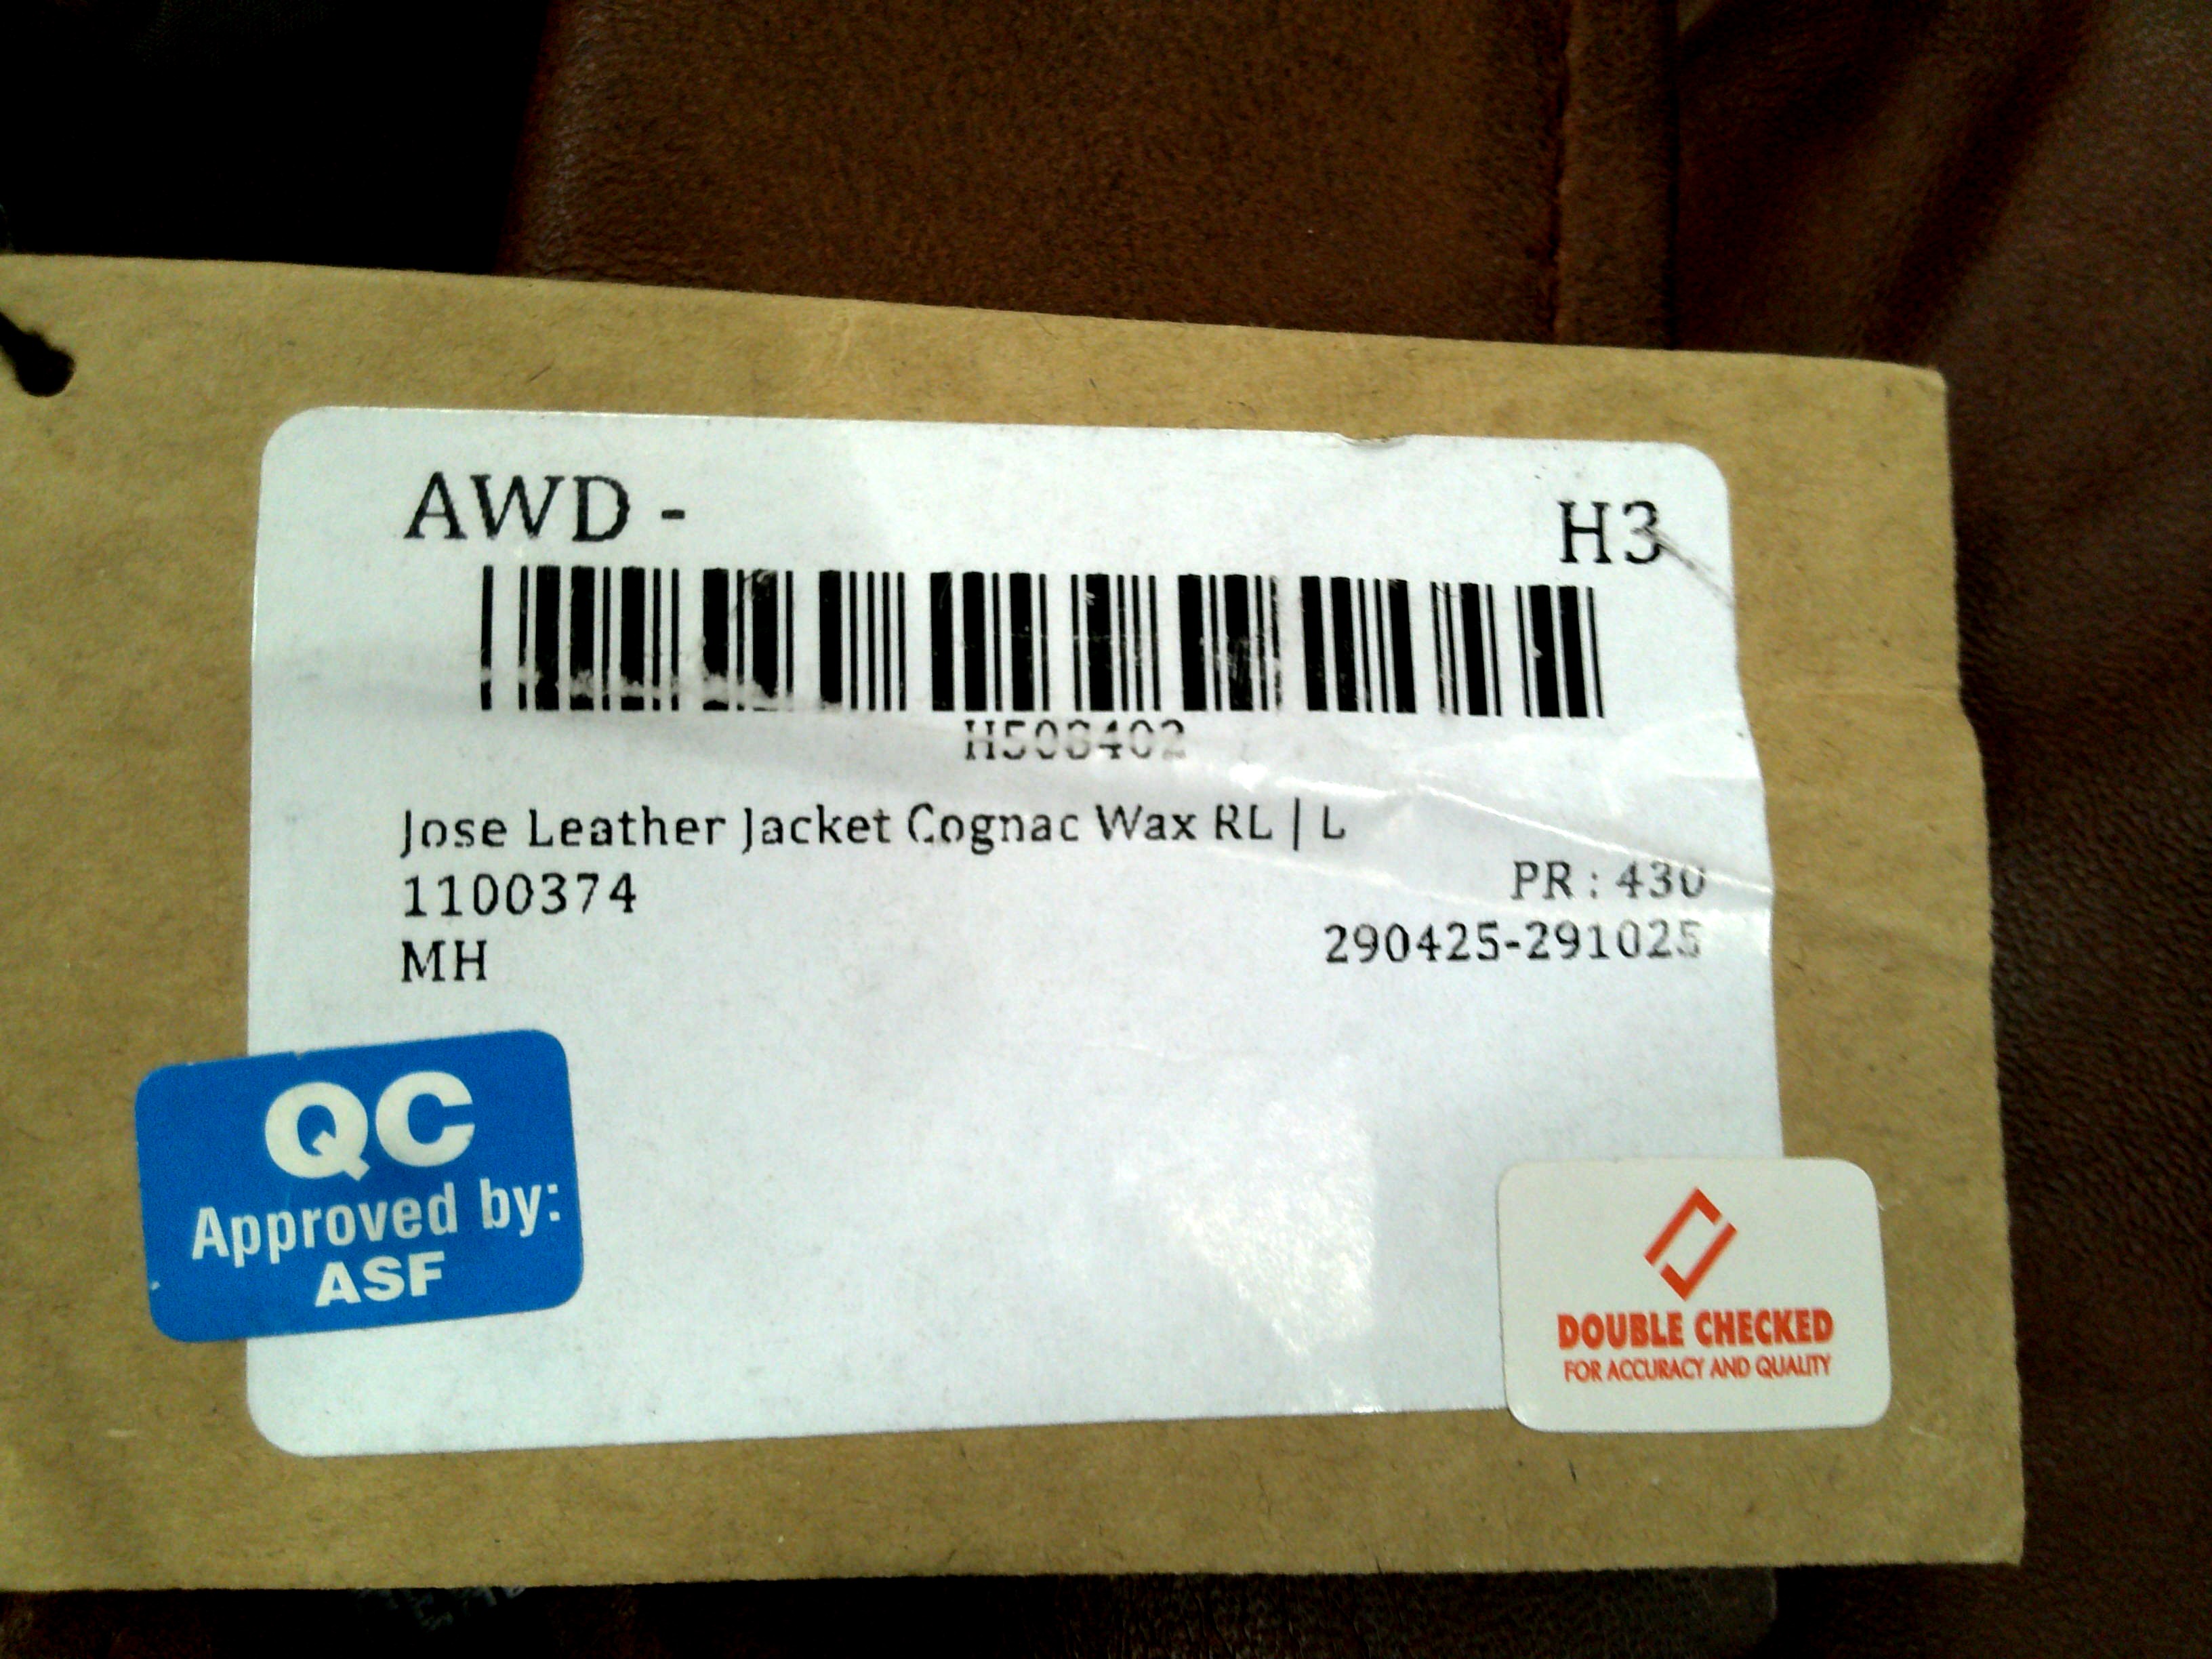 AWD -
H3
Jose Leather Jacket Cognac Wax RL | L
PR : 430
1100374
290425-291025
MH
QC
Approved by:
ASF
DOUBLE CHECKED
FOR ACCURACY AND QUALITY